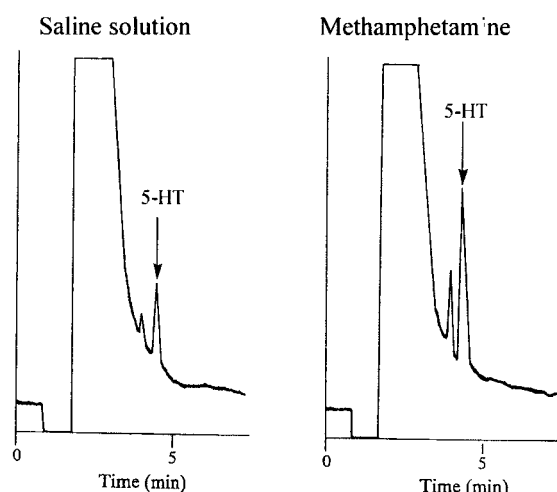 Saline solution
Methamphetamine
5-HT
5-HT
0
5
Time (min)
0
5
Time (min)